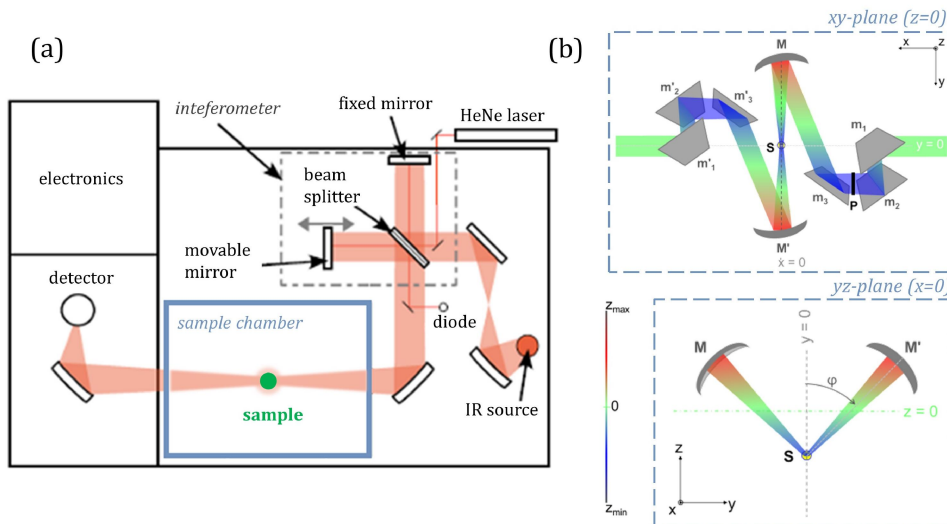 (a)
inteferometer
fixed mirror
HeNe laser
electronics
beam
splitter
movable
mirror
detector
sample chamber
diode
sample
IR source
(b)
xy-plane (z=0)
M
x
z
y
m'₂
m'₃
m₁
S
y = 0
m'₁
m₃
P
m₂
M'
x = 0
yz-plane (x=0)
zmax
y = 0
M
M'
φ
0
z = 0
S
z
x
y
zmin